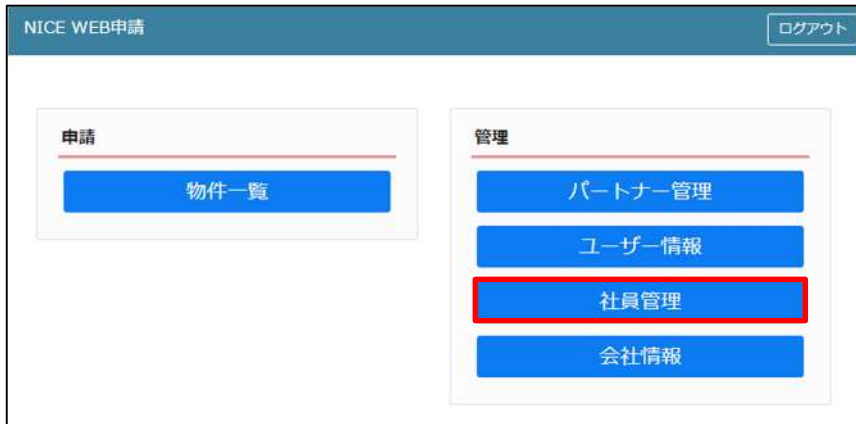 NICE WEB申請
ログアウト
申請
物件一覧
管理
パートナー管理
ユーザー情報
社員管理
会社情報